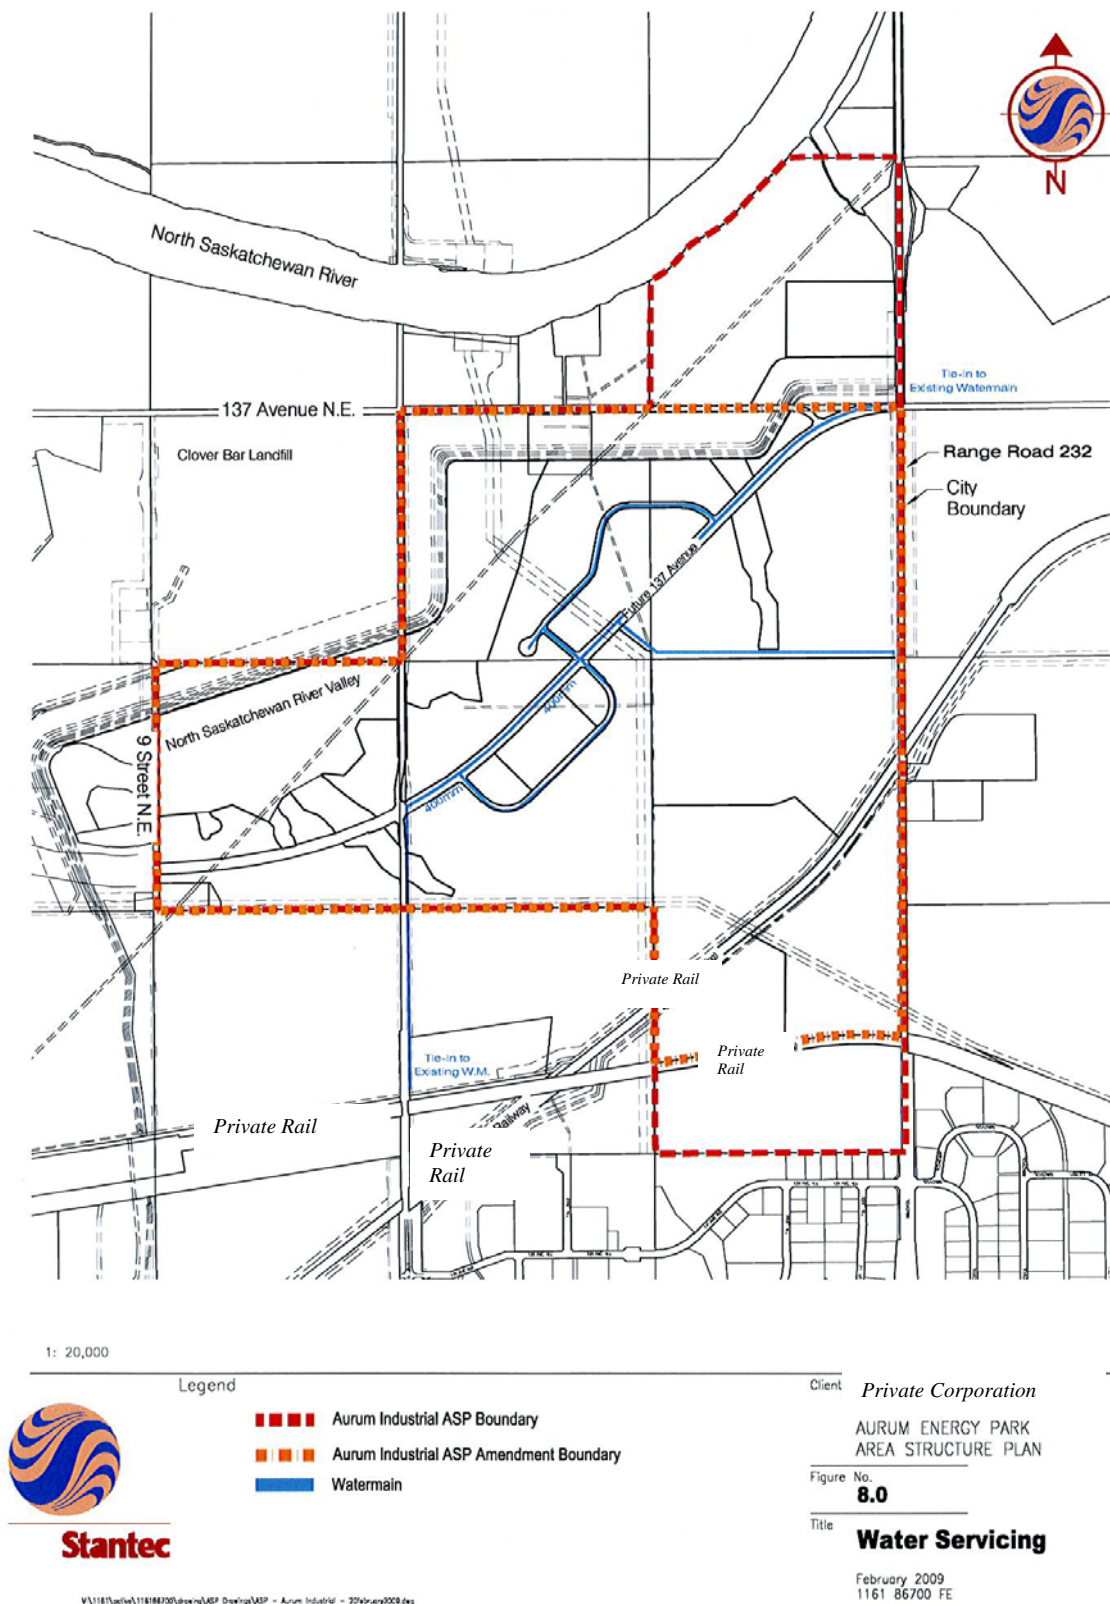 N
North Saskatchewan River
Tie-In to
Existing Watermain
137 Avenue N.E.
Clover Bar Landfill
Range Road 232
City
Boundary
Future 137 Avenue
North Saskatchewan River Valley
400mm
9 Street N.E.
400mm
Private Rail
Private
Rail
Tie-In to
Existing W.M.
Private Rail
Railway
Private
Rail
1: 20,000
Legend
Aurum Industrial ASP Boundary
Aurum Industrial ASP Amendment Boundary
Watermain
Stantec
Client
Private Corporation
AURUM ENERGY PARK
AREA STRUCTURE PLAN
Figure No.
8.0
Title
Water Servicing
February 2009
1161 86700 FE